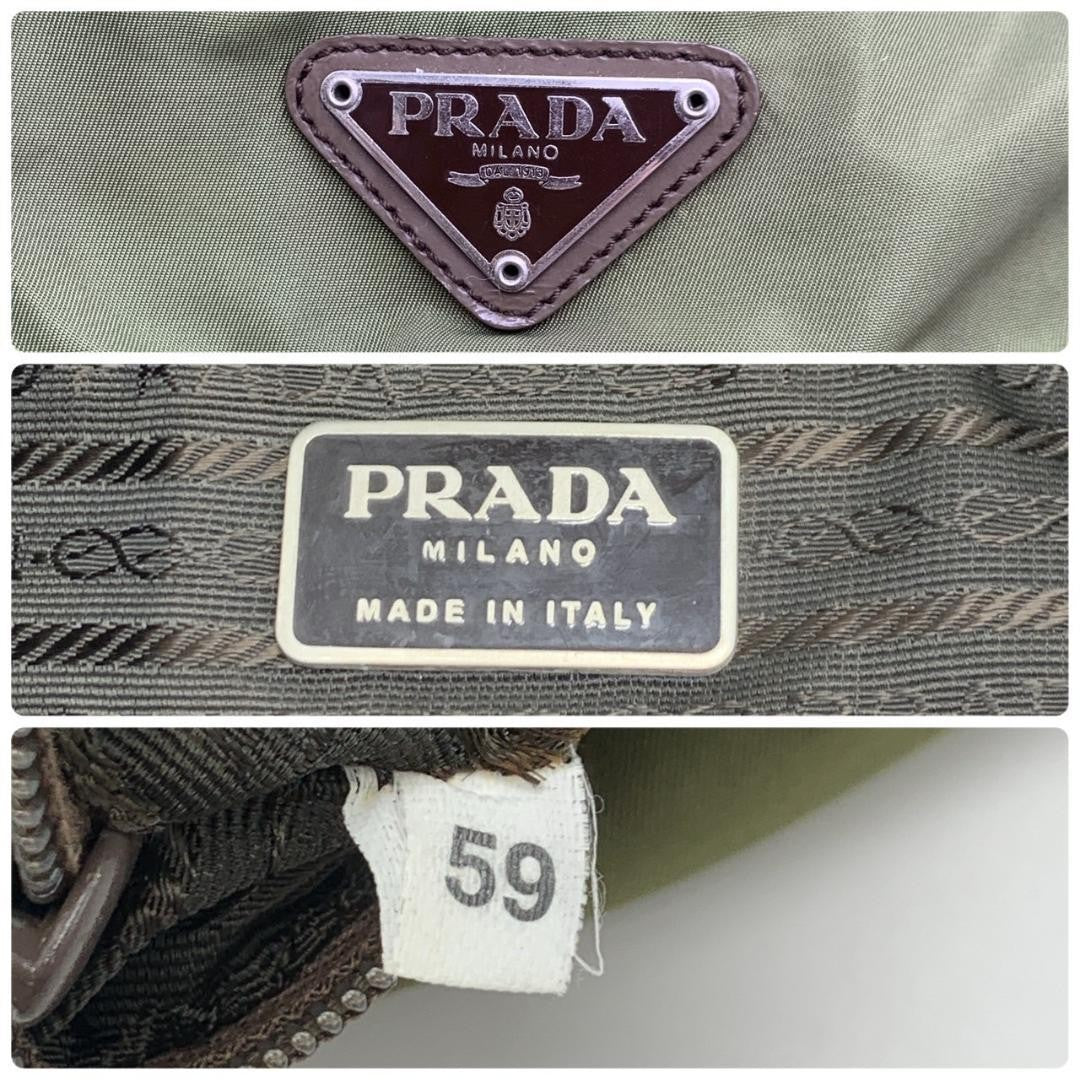 PRADA
MILANO
DAL 1913
PRADA
MILANO
MADE IN ITALY
59